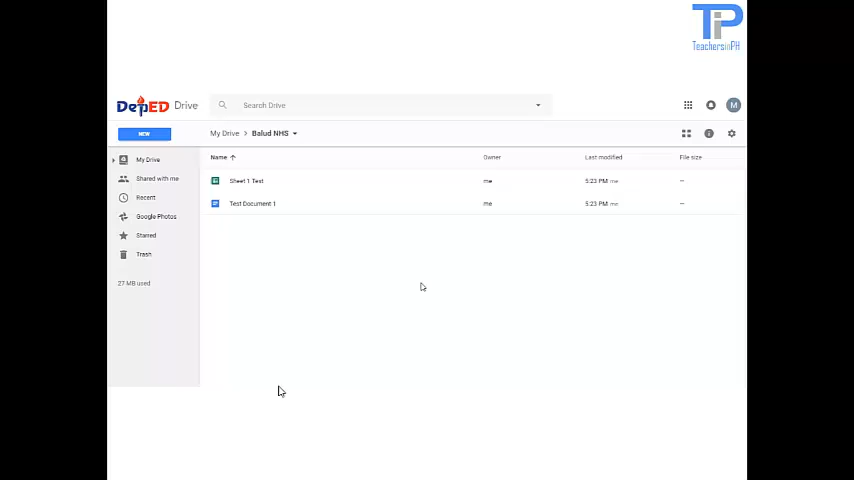 TiP
TeachersinPH
DepED Drive
Search Drive
M
NEW
My Drive > Balud NHS
Name
Owner
Last modified
File size
My Drive
Shared with me
Recent
Google Photos
Starred
Trash
27 MB used
Sheet 1 Test
me
5:23 PM me
—
Test Document 1
me
5:23 PM me
—